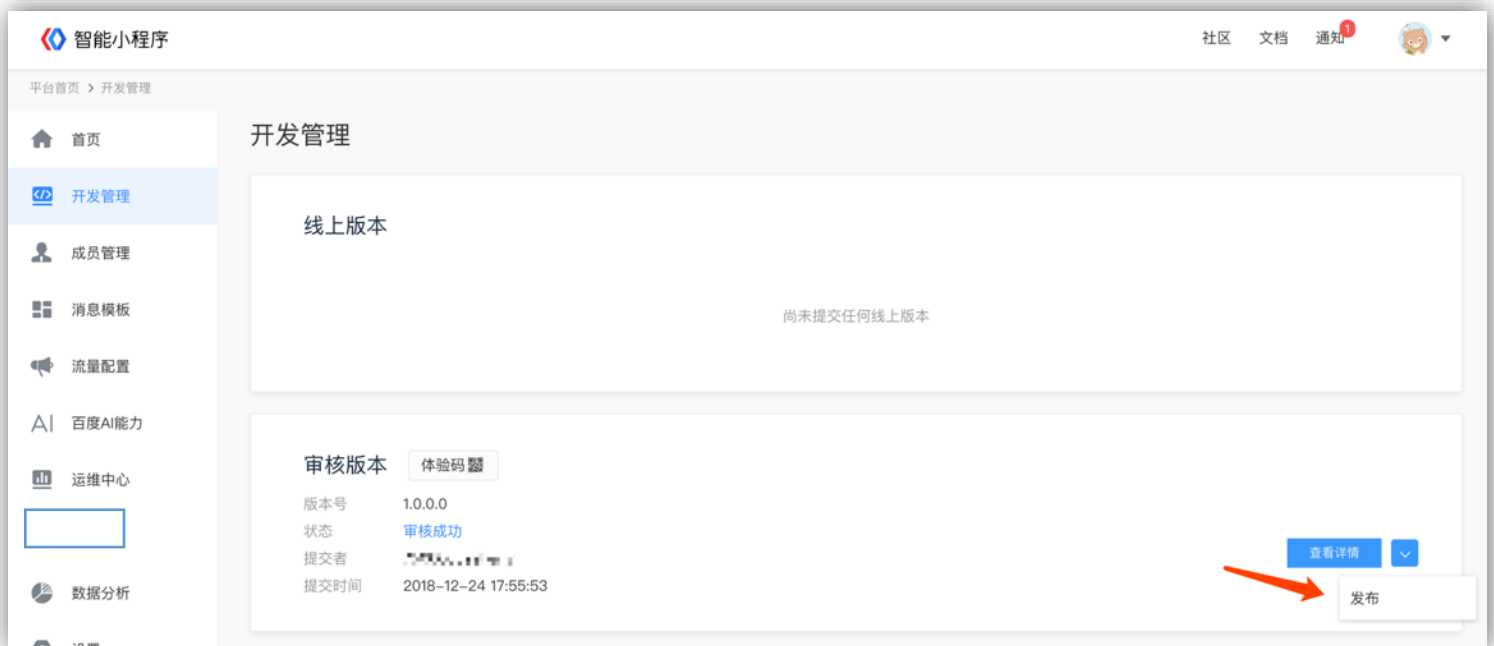 智能小程序
社区 文档 通知 1
平台首页 > 开发管理
首页
开发管理
成员管理
消息模板
流量配置
AI 百度AI能力
运维中心
数据分析
开发管理
线上版本
尚未提交任何线上版本
审核版本 体验码
版本号 1.0.0.0
状态 审核成功
提交者
提交时间 2018-12-24 17:55:53
查看详情
发布